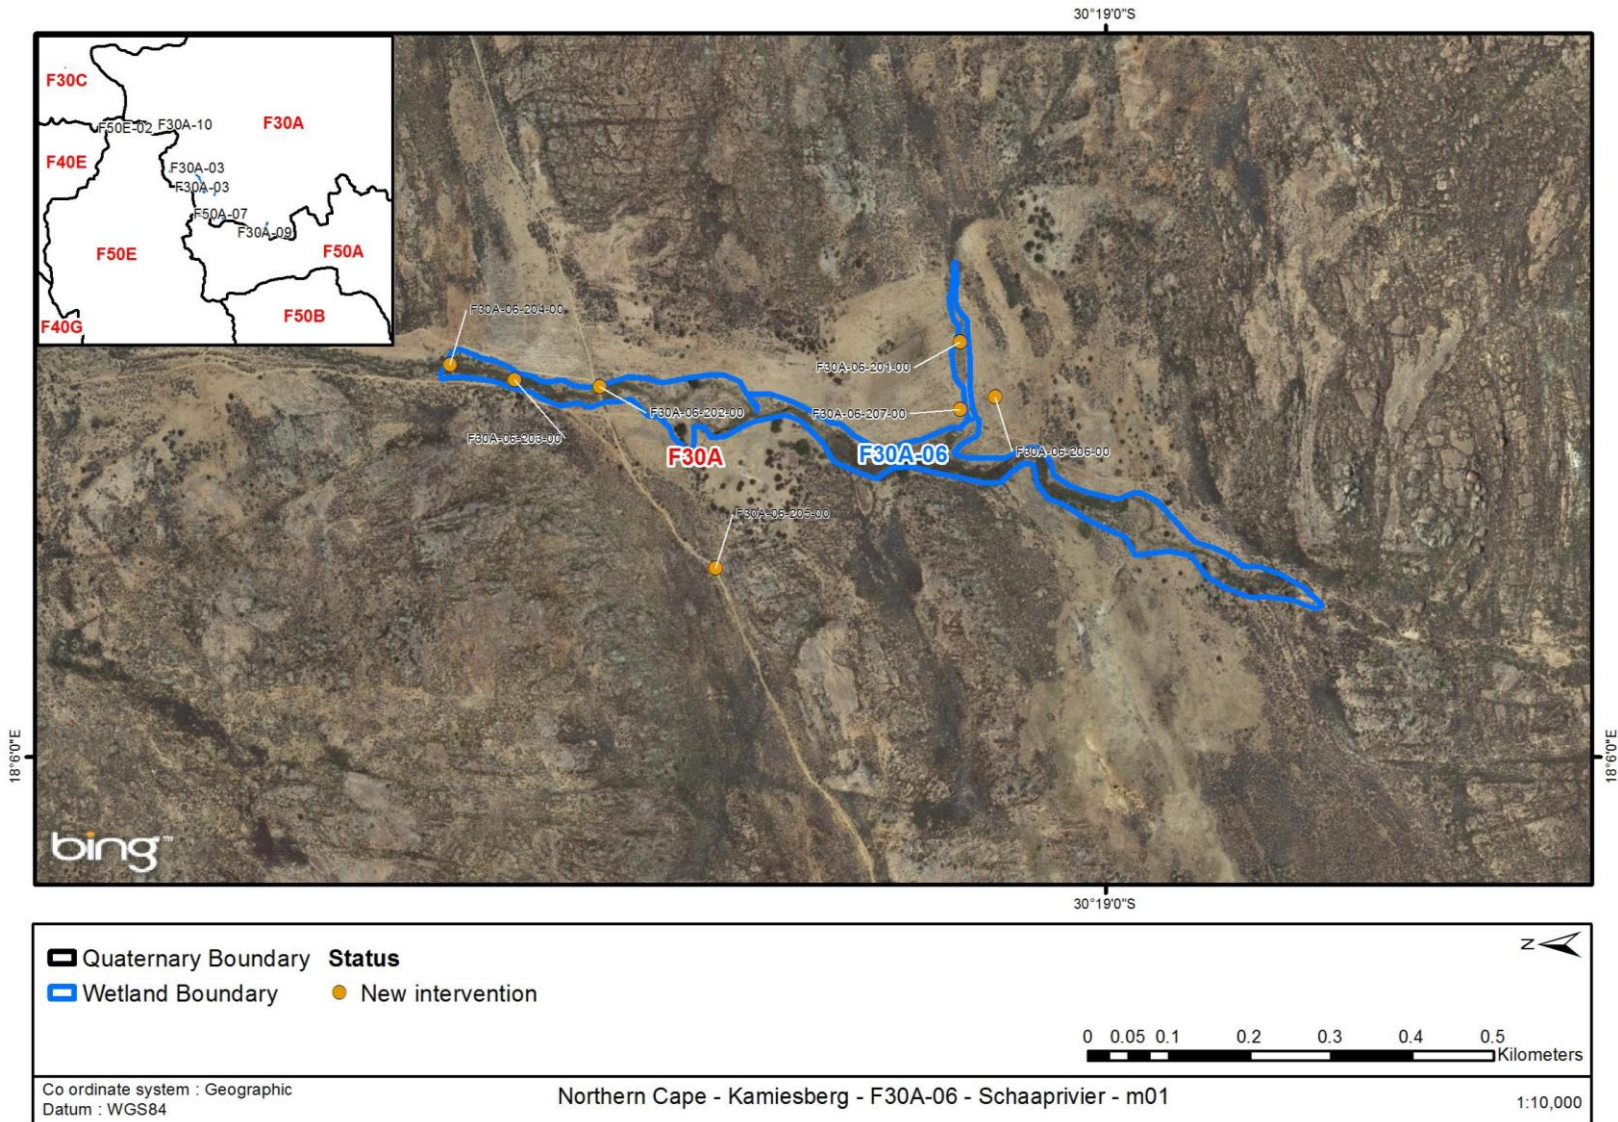 30°19'0"S
F30C
F30A
F50E-02
F30A-10
F40E
F30A-03
F30A-03
F50A-07
F30A-09
F50E
F50A
F50B
F40G
F30A-06-204-00
F30A-06-201-00
F30A-06-202-00
F30A-06-207-00
F30A-06-203-00
F30A
F30A-06
F30A-06-206-00
F30A-06-205-00
18°6'0"E
18°6'0"E
bing™
30°19'0"S
Quaternary Boundary
Wetland Boundary
Status
New intervention
N
0 0.05 0.1 0.2 0.3 0.4 0.5
Kilometers
Co ordinate system : Geographic
Datum : WGS84
Northern Cape - Kamiesberg - F30A-06 - Schaaprivier - m01
1:10,000